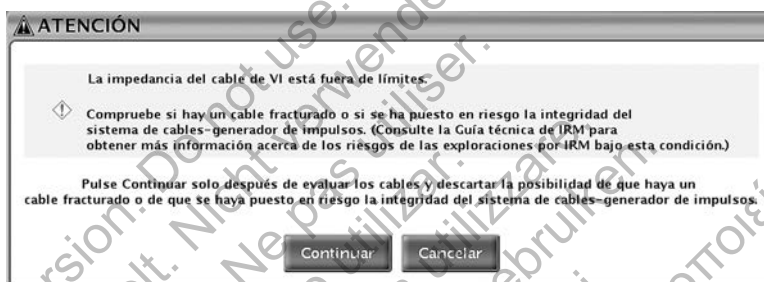 ATENCIÓN
La impedancia del cable de VI está fuera de límites.
Compruebe si hay un cable fracturado o si se ha puesto en riesgo la integridad del
sistema de cables-generador de impulsos. (Consulte la Guía técnica de IRM para
obtener más información acerca de los riesgos de las exploraciones por IRM bajo esta condición.)
Pulse Continuar solo después de evaluar los cables y descartar la posibilidad de que haya un
cable fracturado o de que se haya puesto en riesgo la integridad del sistema de cables-generador de impulsos.
Continuar Cancelar